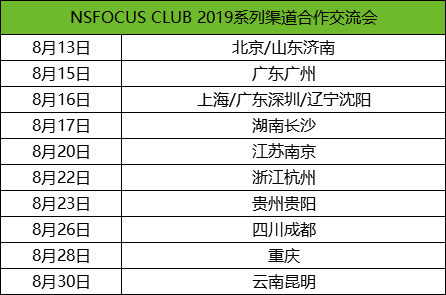 NSFOCUS CLUB 2019系列渠道合作交流会
8月13日 北京/山东济南
8月15日 广东广州
8月16日 上海/广东深圳/辽宁沈阳
8月17日 湖南长沙
8月20日 江苏南京
8月22日 浙江杭州
8月23日 贵州贵阳
8月26日 四川成都
8月28日 重庆
8月30日 云南昆明